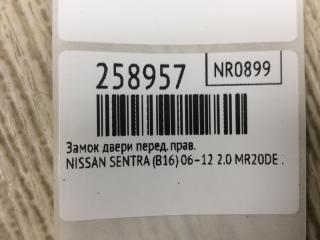 258957
NR0899
Замок двери перед. прав.
NISSAN SENTRA (B16) 06-12 2.0 MR20DE